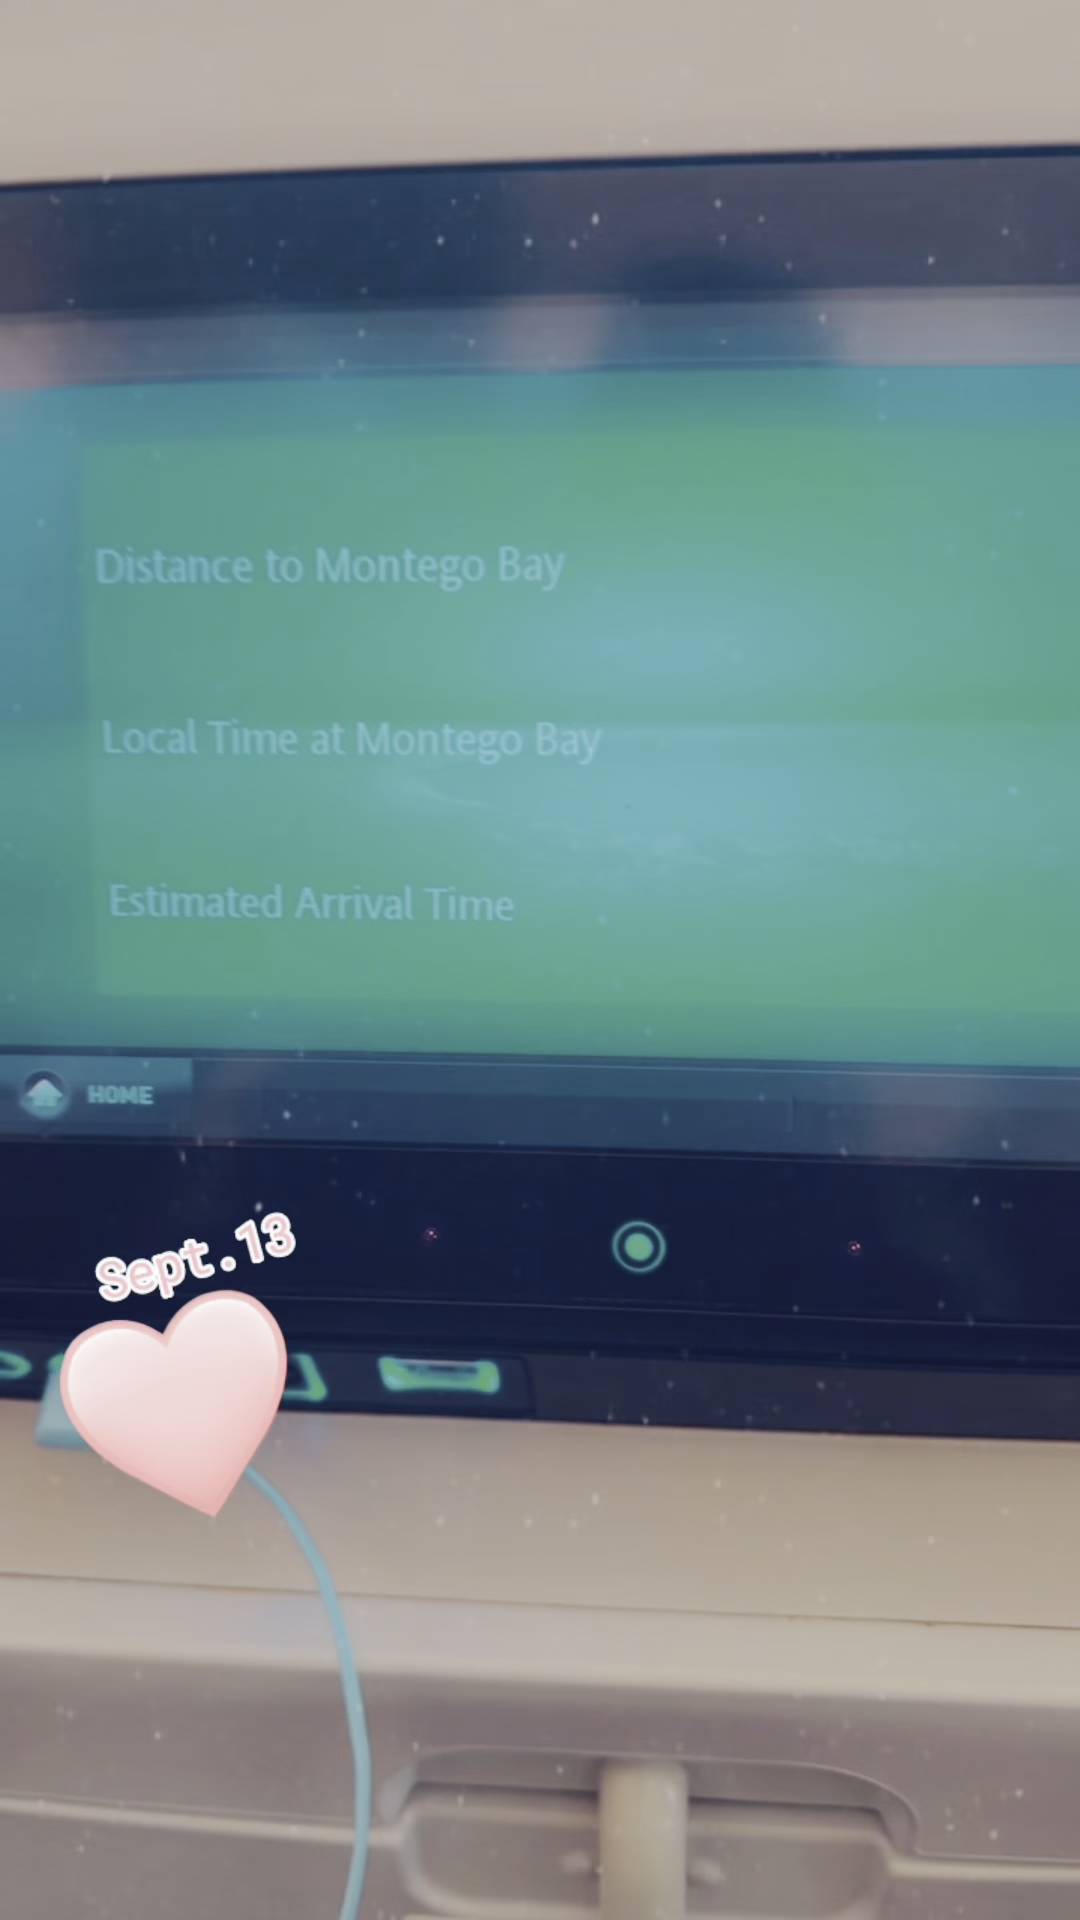 Distance to Montego Bay
Local Time at Montego Bay
Estimated Arrival Time
HOME
Sept.13